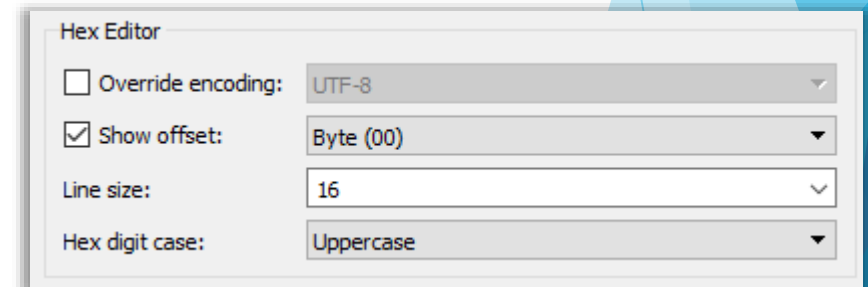 Hex Editor
Override encoding: UTF-8
Show offset: Byte (00)
Line size: 16
Hex digit case: Uppercase